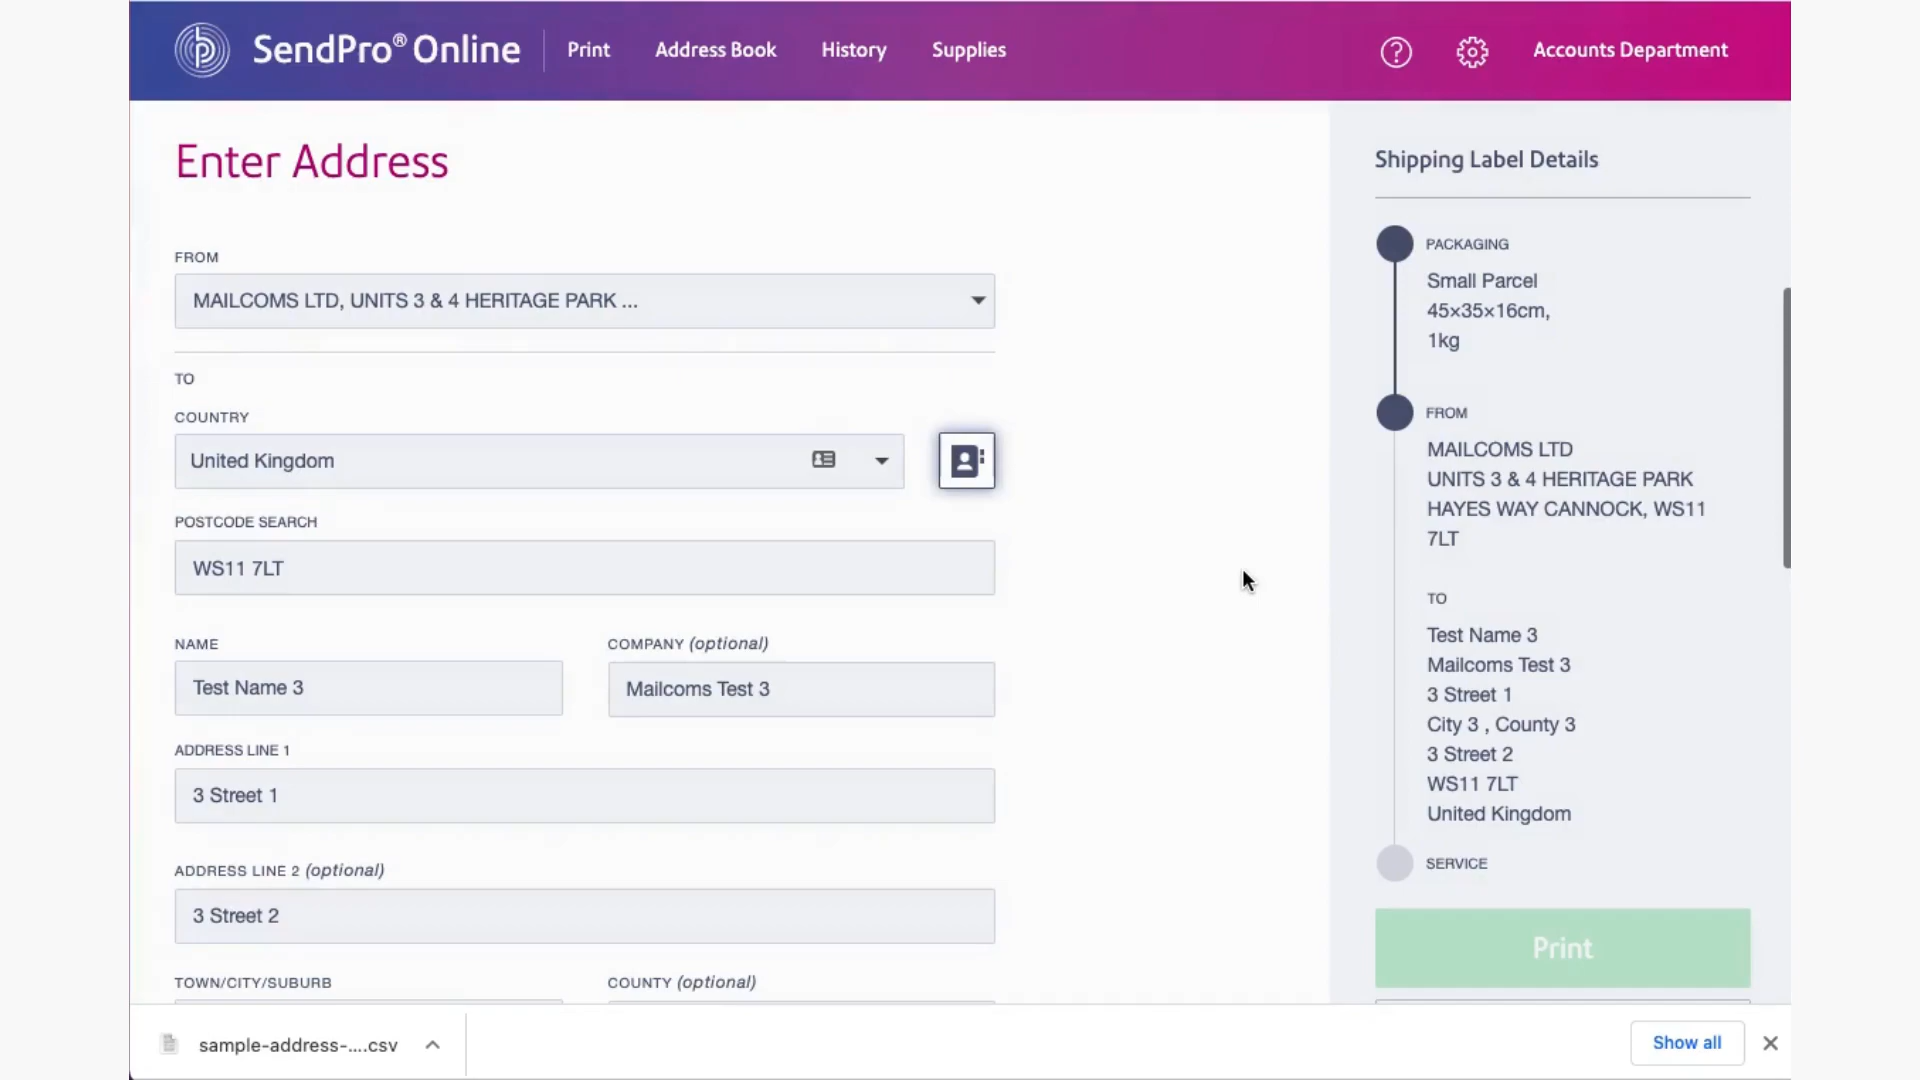 SendPro® Online
Print
Address Book
History
Supplies
Accounts Department
Enter Address
FROM
MAILCOMS LTD, UNITS 3 & 4 HERITAGE PARK ...
TO
COUNTRY
United Kingdom
POSTCODE SEARCH
WS11 7LT
NAME
COMPANY (optional)
Test Name 3
Mailcoms Test 3
ADDRESS LINE 1
3 Street 1
ADDRESS LINE 2 (optional)
3 Street 2
TOWN/CITY/SUBURB
COUNTY (optional)
Shipping Label Details
PACKAGING
Small Parcel
45×35×16cm,
1kg
FROM
MAILCOMS LTD
UNITS 3 & 4 HERITAGE PARK
HAYES WAY CANNOCK, WS11
7LT
TO
Test Name 3
Mailcoms Test 3
3 Street 1
City 3 , County 3
3 Street 2
WS11 7LT
United Kingdom
SERVICE
Print
sample-address-....csv
Show all